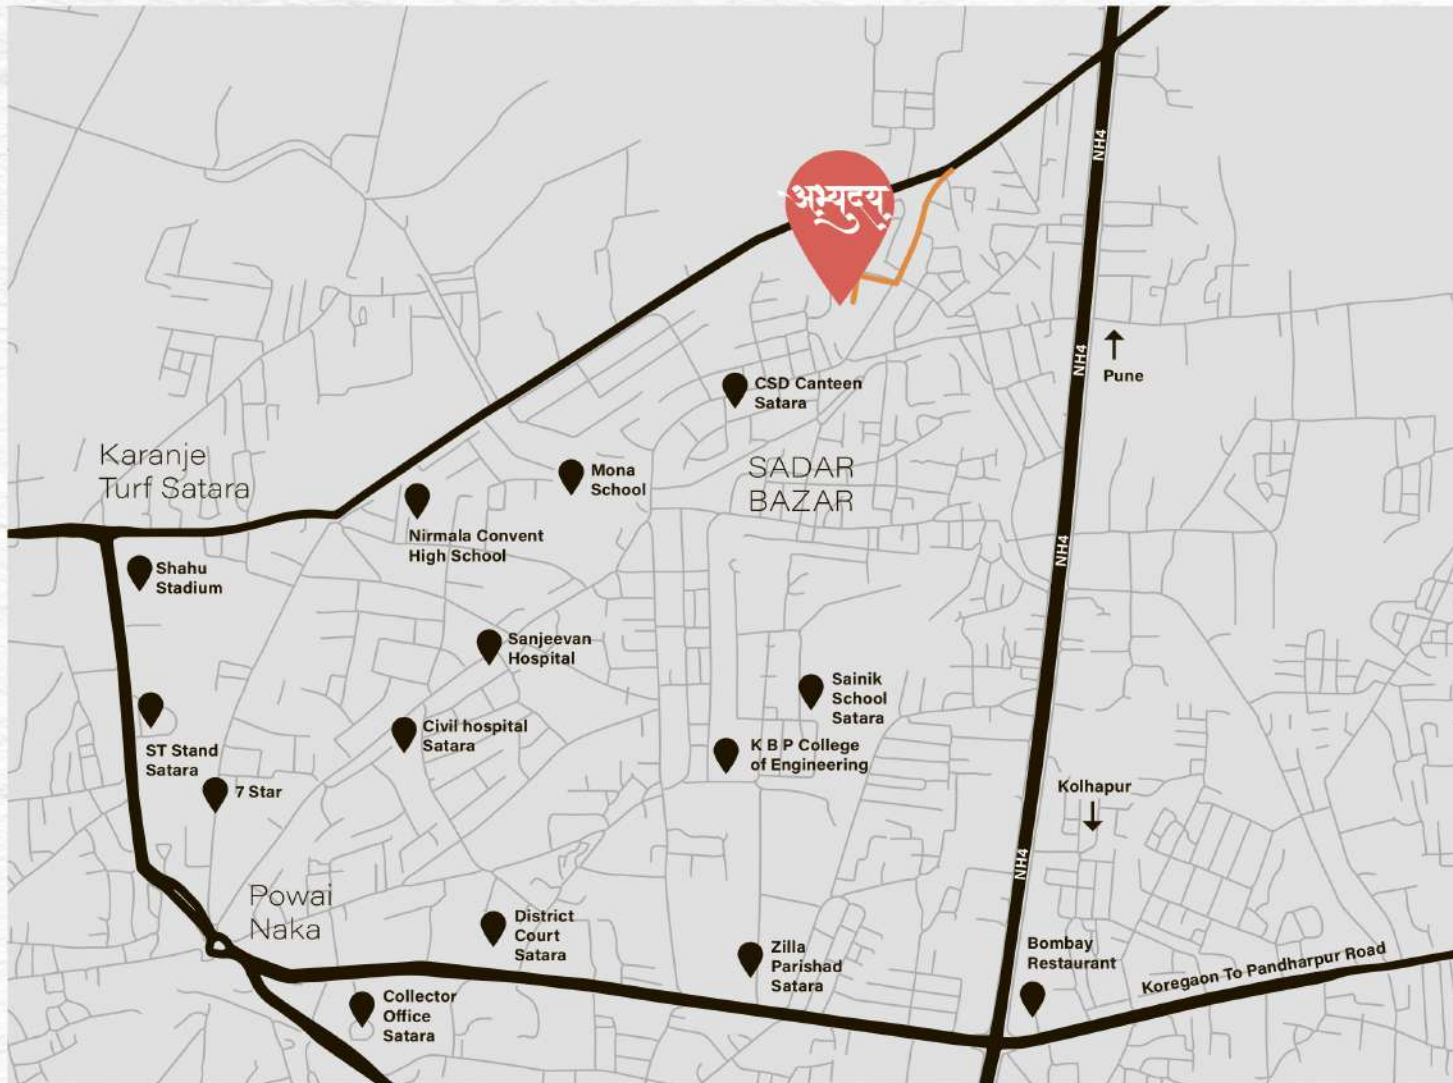 NH4
अभ्युदय
NH4
Pune
CSD Canteen
Satara
Karanje
Turf Satara
Mona
School
SADAR
BAZAR
Nirmala Convent
High School
NH4
Shahu
Stadium
Sanjeevan
Hospital
Sainik
School
Satara
Civil hospital
Satara
ST Stand
Satara
K B P College
of Engineering
7 Star
Kolhapur
NH4
Powai
Naka
District
Court
Satara
Zilla
Parishad
Satara
Bombay
Restaurant
Koregaon To Pandharpur Road
Collector
Office
Satara